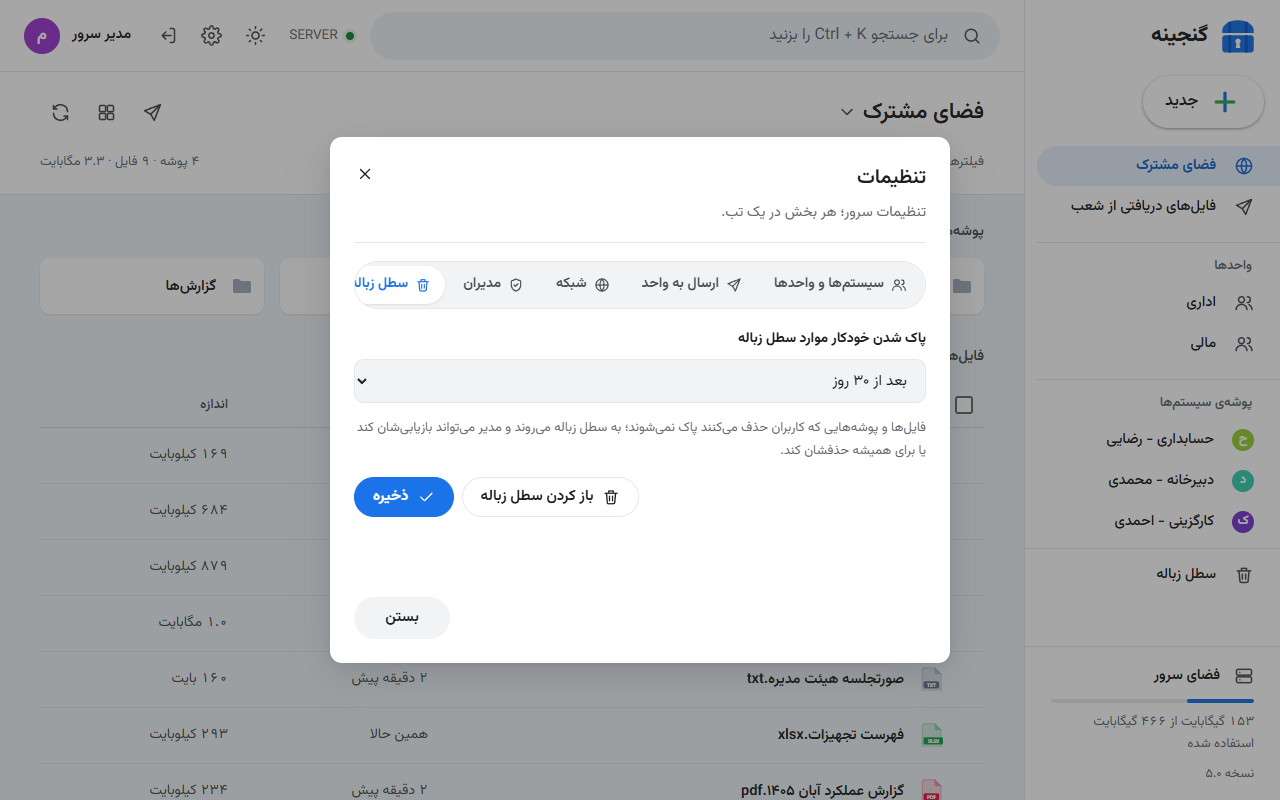 گنجینه
جدید
فضای مشترک
فایل‌های دریافتی از شعب
واحدها
اداری
مالی
پوشه‌ی سیستم‌ها
ح
حسابداری - رضایی
د
دبیرخانه - محمدی
ک
کارگزینی - احمدی
سطل زباله
فضای سرور
۱۵۳ گیگابایت از ۴۶۶ گیگابایت
استفاده شده
نسخه ۵.۰
برای جستجو Ctrl + K را بزنید
SERVER
مدیر سرور
م
فضای مشترک
۴ پوشه · ۹ فایل · ۳.۳ مگابایت
گزارش‌ها
اندازه
۱۶۹ کیلوبایت
۶۸۴ کیلوبایت
۸۷۹ کیلوبایت
۱.۰ مگابایت
صورتجلسه هیئت مدیره.txt
۲ دقیقه پیش
۱۶۰ بایت
فهرست تجهیزات.xlsx
همین حالا
۲۹۳ کیلوبایت
گزارش عملکرد آبان ۱۴۰۵.pdf
۲ دقیقه پیش
۲۳۴ کیلوبایت
تنظیمات
تنظیمات سرور؛ هر بخش در یک تب.
سیستم‌ها و واحدها
ارسال به واحد
شبکه
مدیران
سطل زباله
پاک شدن خودکار موارد سطل زباله
بعد از ۳۰ روز
فایل‌ها و پوشه‌هایی که کاربران حذف می‌کنند پاک نمی‌شوند؛ به سطل زباله می‌روند و مدیر می‌تواند بازیابی‌شان کند
یا برای همیشه حذفشان کند.
باز کردن سطل زباله
ذخیره
بستن